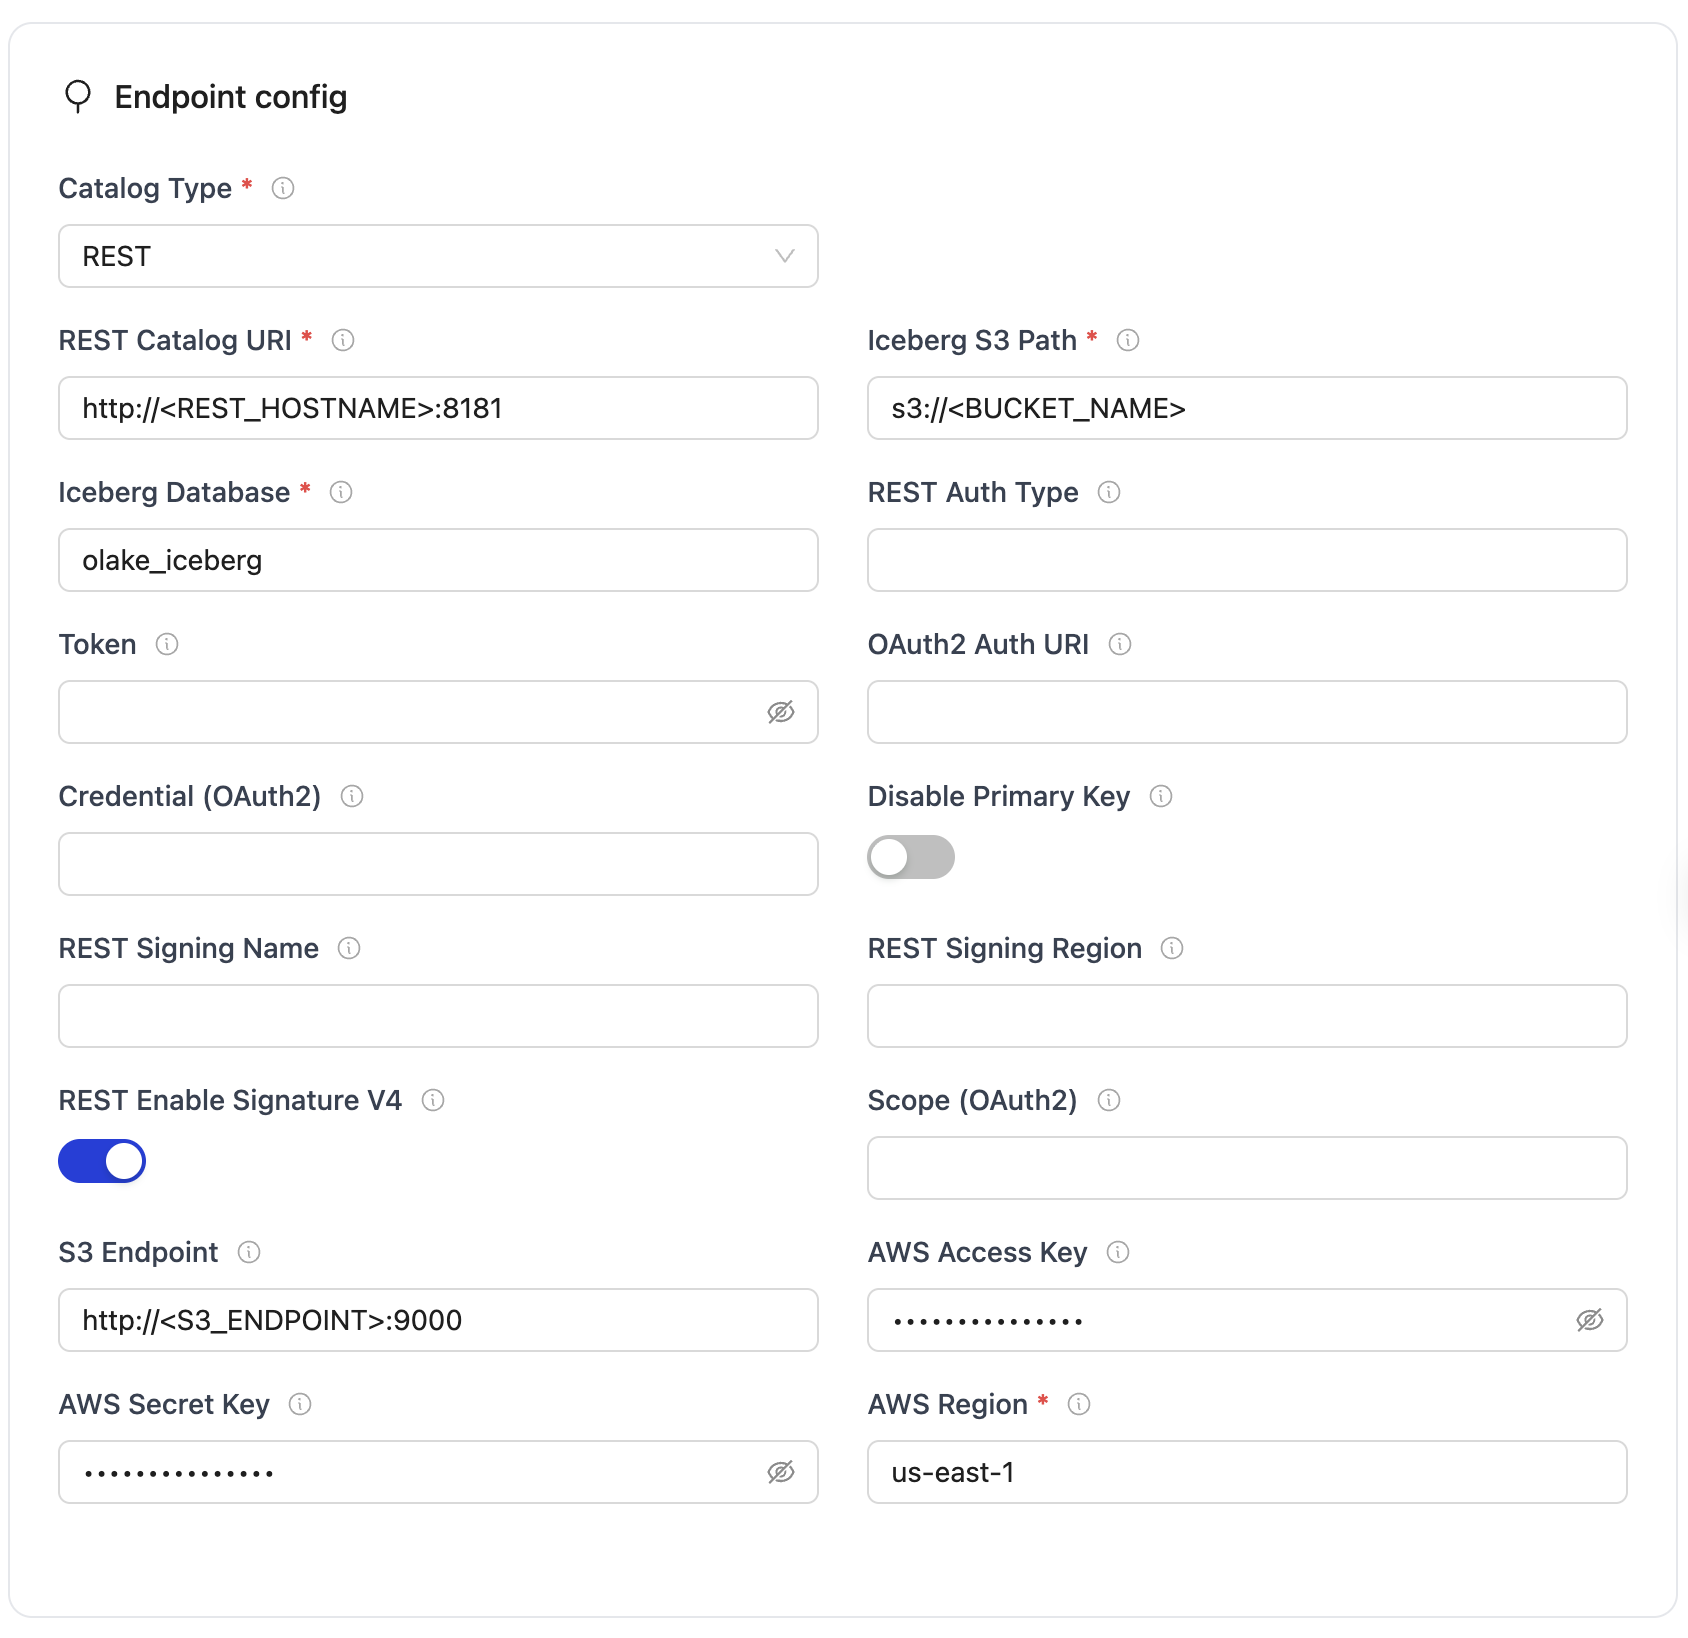 Endpoint config
Catalog Type *
REST
REST Catalog URI *
Iceberg S3 Path *
http://<REST_HOSTNAME>:8181
s3://<BUCKET_NAME>
Iceberg Database *
REST Auth Type
olake_iceberg
Token
OAuth2 Auth URI
Credential (OAuth2)
Disable Primary Key
REST Signing Name
REST Signing Region
REST Enable Signature V4
Scope (OAuth2)
S3 Endpoint
AWS Access Key
http://<S3_ENDPOINT>:9000
•••••••••••••••
AWS Secret Key
AWS Region *
•••••••••••••••
us-east-1